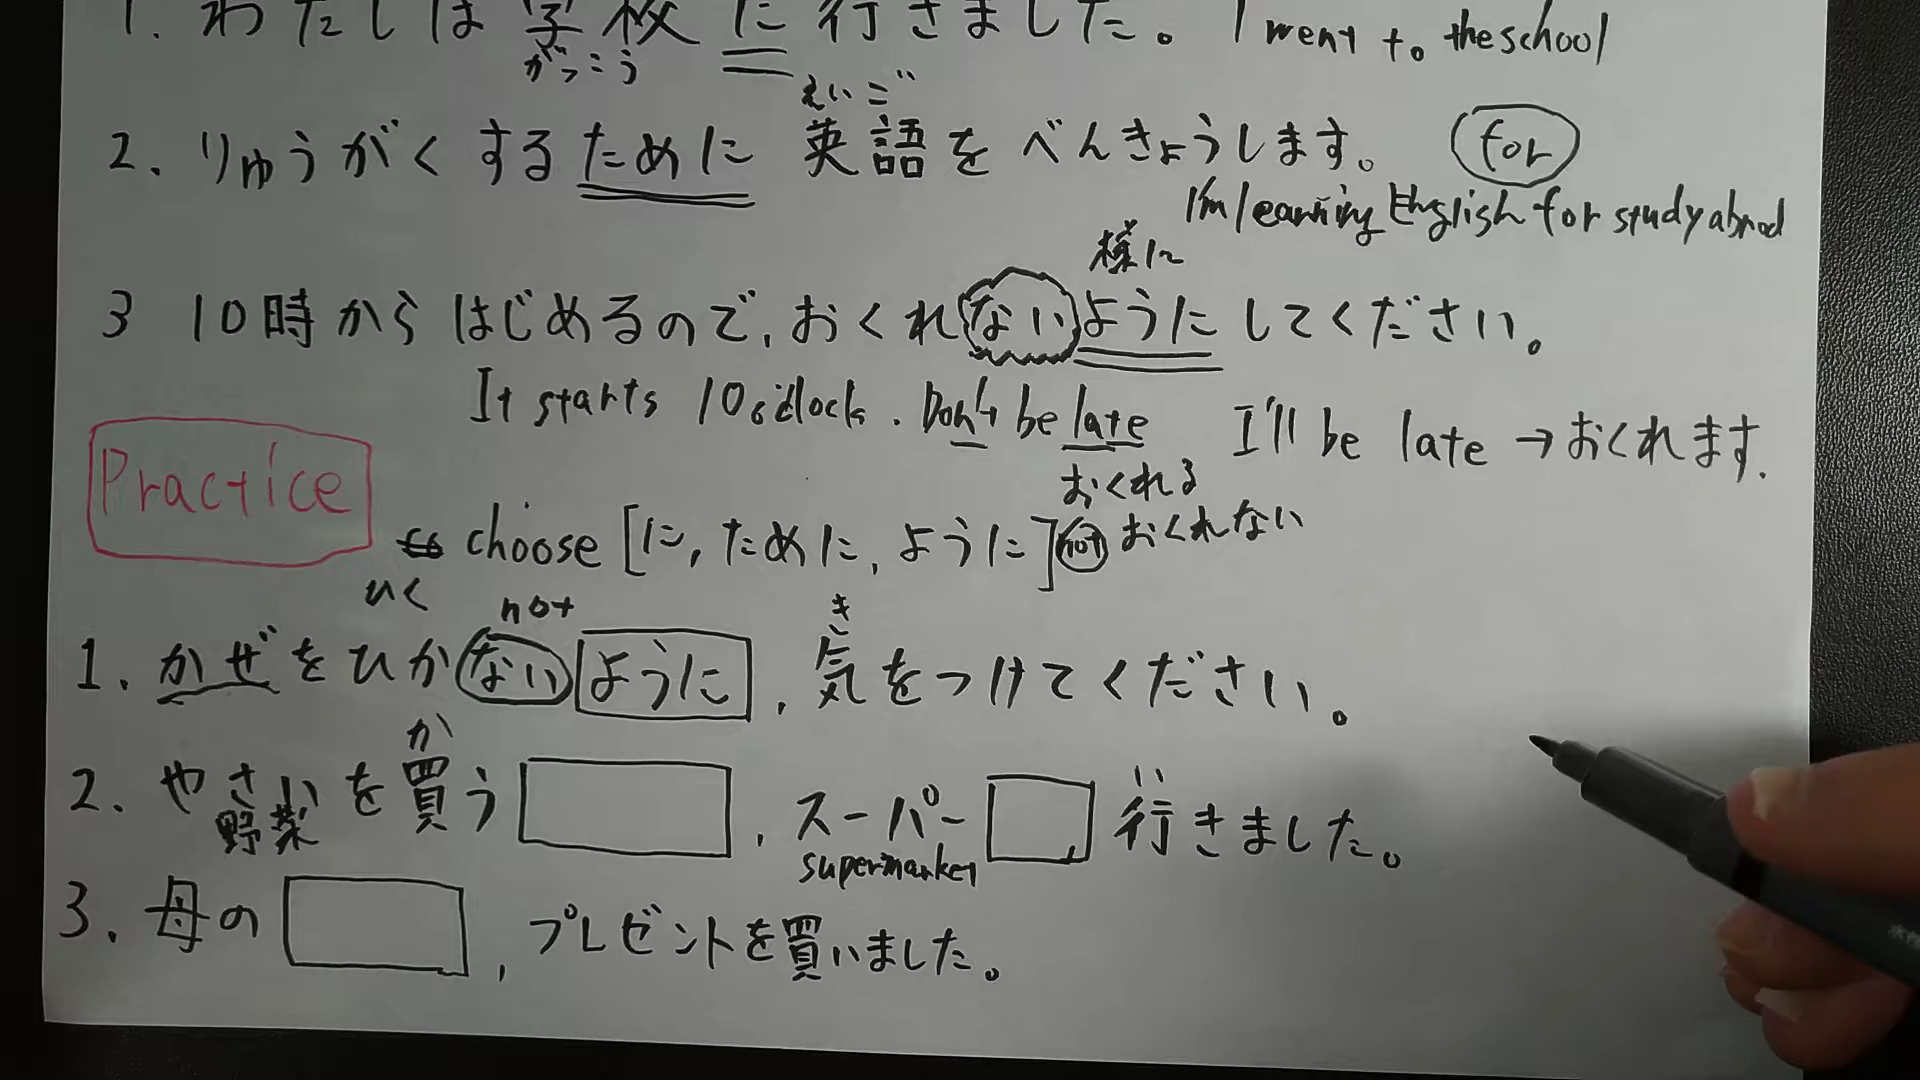 1. わたしは学校に行きました。 I went to the school
がっこう
えいご
2. りゅうがくするために 英語をべんきょうします。 for
I'm learning English for study abroad
様に
3 10時からはじめるので、おくれないようにしてください。
It starts 10 o'clock. Don't be late I'll be late → おくれます.
Practice
おくれる
choose [に, ために, ように] not おくれない
ひく not き
1. かぜをひかないように, 気をつけてください。
か い
2. やさいを買う , スーパー 行きました。
野菜 supermarket
3. 母の , プレゼントを買いました。